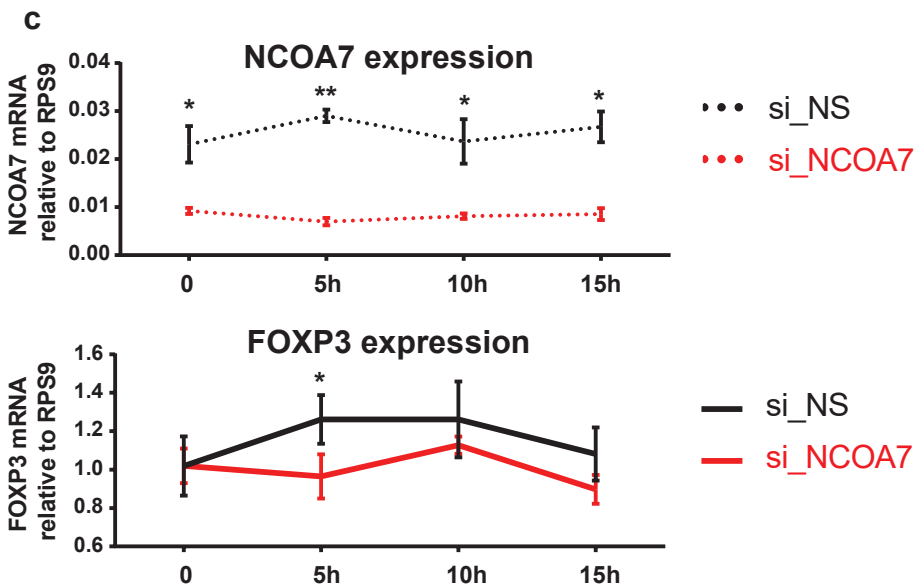 c
NCOA7 expression
NCOA7 mRNA
relative to RPS9
0.04
0.03
0.02
0.01
0.00
*
**
*
*
0
5h
10h
15h
si_NS
si_NCOA7
FOXP3 expression
FOXP3 mRNA
relative to RPS9
1.6
1.4
1.2
1.0
0.8
0.6
*
0
5h
10h
15h
si_NS
si_NCOA7